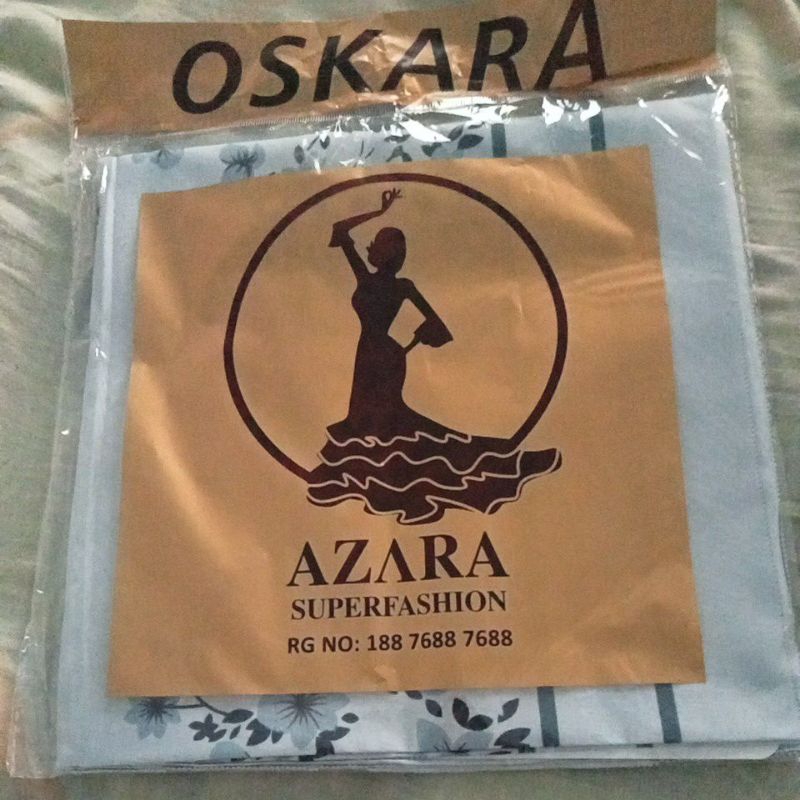 OSKARA
AZARA
SUPERFASHION
RG NO: 188 7688 7688